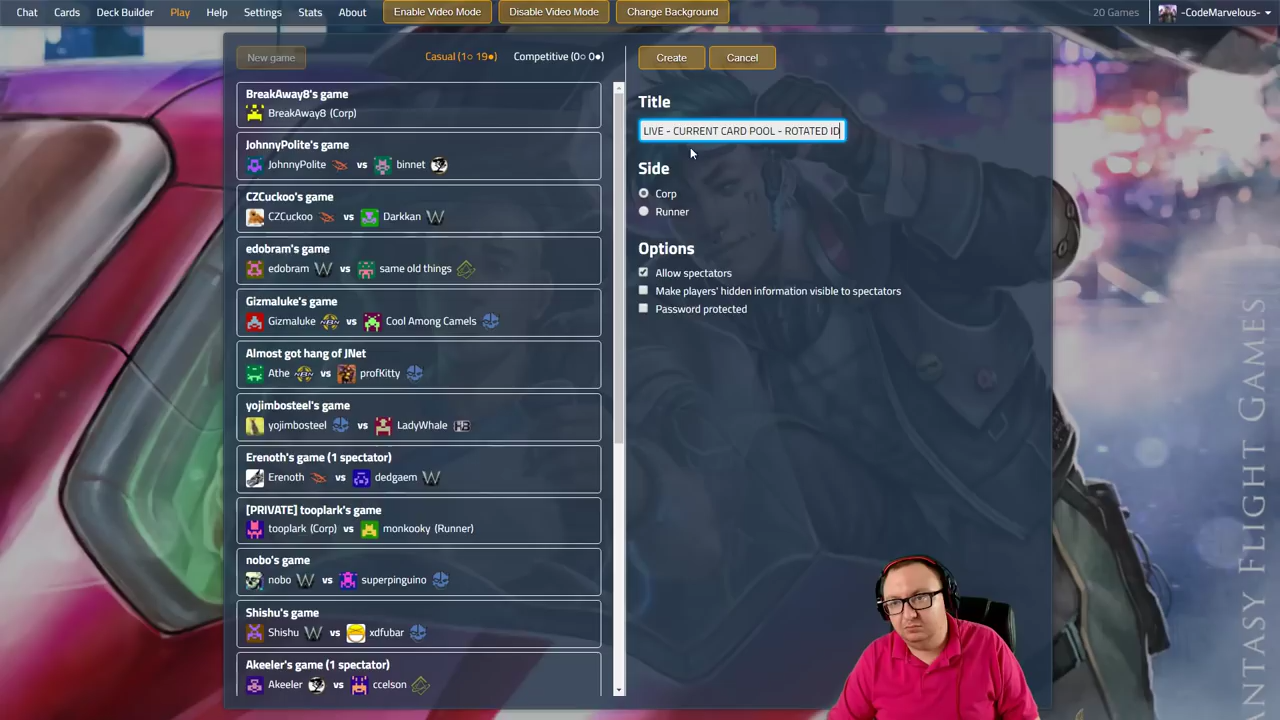 Chat Cards Deck Builder Play Help Settings Stats About Enable Video Mode Disable Video Mode Change Background 20 Games -CodeMarvelous-
New game Casual (1○ 19●) Competitive (0○ 0●) Create Cancel
BreakAway8's game
BreakAway8 (Corp)
JohnnyPolite's game
JohnnyPolite vs binnet
CZCuckoo's game
CZCuckoo vs Darkkan
edobram's game
edobram vs same old things
Gizmaluke's game
Gizmaluke vs Cool Among Camels
Almost got hang of JNet
Athe vs profKitty
yojimbosteel's game
yojimbosteel vs LadyWhale
Erenoth's game (1 spectator)
Erenoth vs dedgaem
[PRIVATE] tooplark's game
tooplark (Corp) vs monkooky (Runner)
nobo's game
nobo vs superpinguino
Shishu's game
Shishu vs xdfubar
Akeeler's game (1 spectator)
Akeeler vs ccelson
Title
LIVE - CURRENT CARD POOL - ROTATED ID
Side
Corp
Runner
Options
Allow spectators
Make players' hidden information visible to spectators
Password protected
FANTASY FLIGHT GAMES